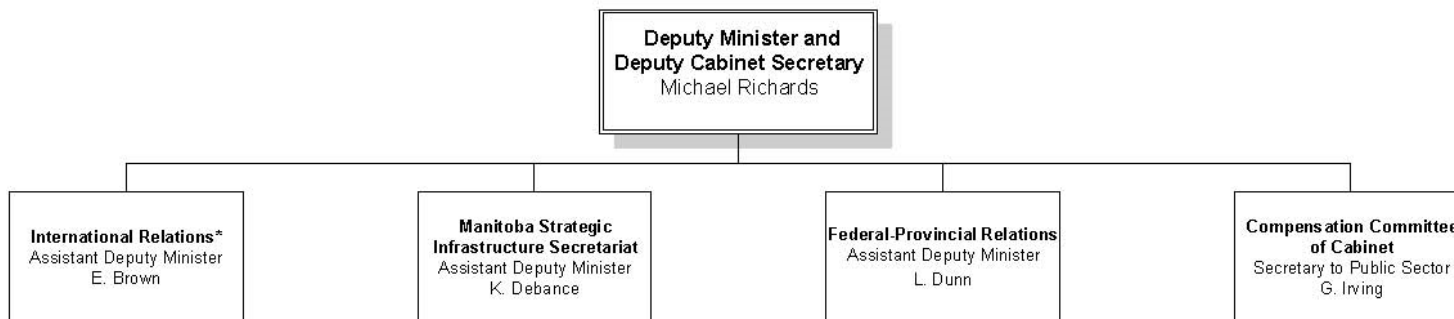 Deputy Minister and
Deputy Cabinet Secretary
Michael Richards
International Relations*
Assistant Deputy Minister
E. Brown
Manitoba Strategic
Infrastructure Secretariat
Assistant Deputy Minister
K. Debance
Federal-Provincial Relations
Assistant Deputy Minister
L. Dunn
Compensation Committee
of Cabinet
Secretary to Public Sector
G. Irving